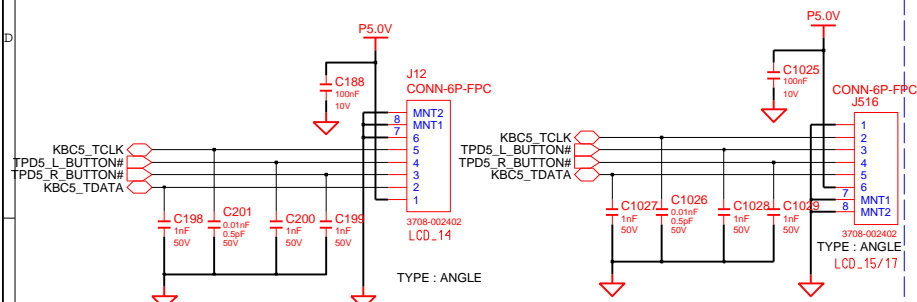 D
P5.0V
C188
100nF
10V
J12
CONN-6P-FPC
MNT2
8
MNT1
7
6
5
4
3
2
1
KBC5_TCLK
TPD5_L_BUTTON#
TPD5_R_BUTTON#
KBC5_TDATA
C198
1nF
50V
C201
0.01nF
0.5pF
50V
C200
1nF
50V
C199
1nF
50V
3708-002402
LCD_14
TYPE : ANGLE
P5.0V
C1025
100nF
10V
CONN-6P-FPC
J516
1
2
3
4
5
6
7
MNT1
8
MNT2
KBC5_TCLK
TPD5_L_BUTTON#
TPD5_R_BUTTON#
KBC5_TDATA
C1027
1nF
50V
C1026
0.01nF
0.5pF
50V
C1028
1nF
50V
C1029
1nF
50V
3708-002402
TYPE : ANGLE
LCD_15/17